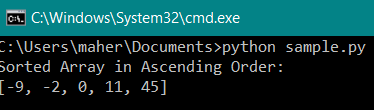 C:\Windows\System32\cmd.exe
C:\Users\maher\Documents>python sample.py
Sorted Array in Ascending Order:
[-9, -2, 0, 11, 45]